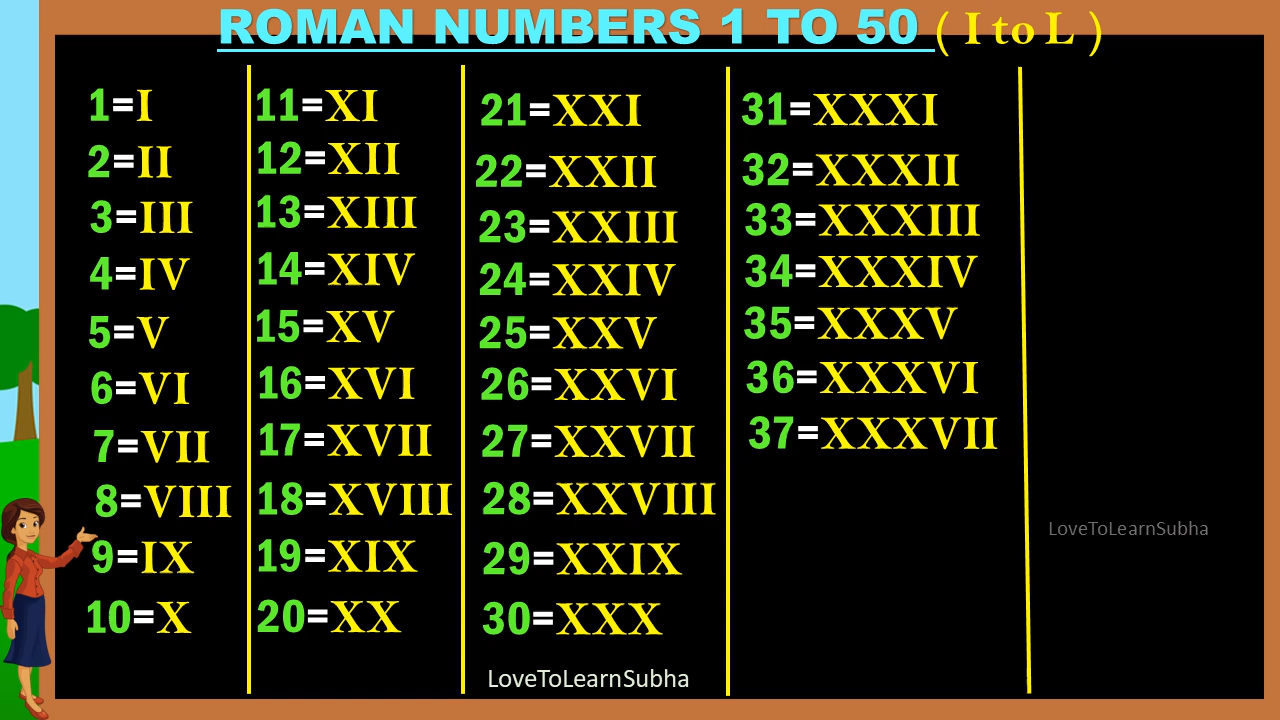 ROMAN NUMBERS 1 TO 50 ( I to L )
1=I
2=II
3=III
4=IV
5=V
6=VI
7=VII
8=VIII
9=IX
10=X
11=XI
12=XII
13=XIII
14=XIV
15=XV
16=XVI
17=XVII
18=XVIII
19=XIX
20=XX
21=XXI
22=XXII
23=XXIII
24=XXIV
25=XXV
26=XXVI
27=XXVII
28=XXVIII
29=XXIX
30=XXX
LoveToLearnSubha
31=XXXI
32=XXXII
33=XXXIII
34=XXXIV
35=XXXV
36=XXXVI
37=XXXVII
LoveToLearnSubha